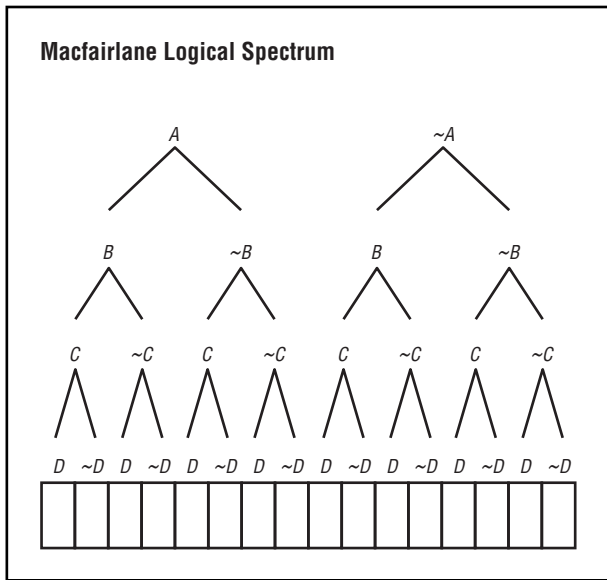 Macfairlane Logical Spectrum
A ~A
B ~B B ~B
C ~C C ~C C ~C C ~C
D ~D D ~D D ~D D ~D D ~D D ~D D ~D D ~D